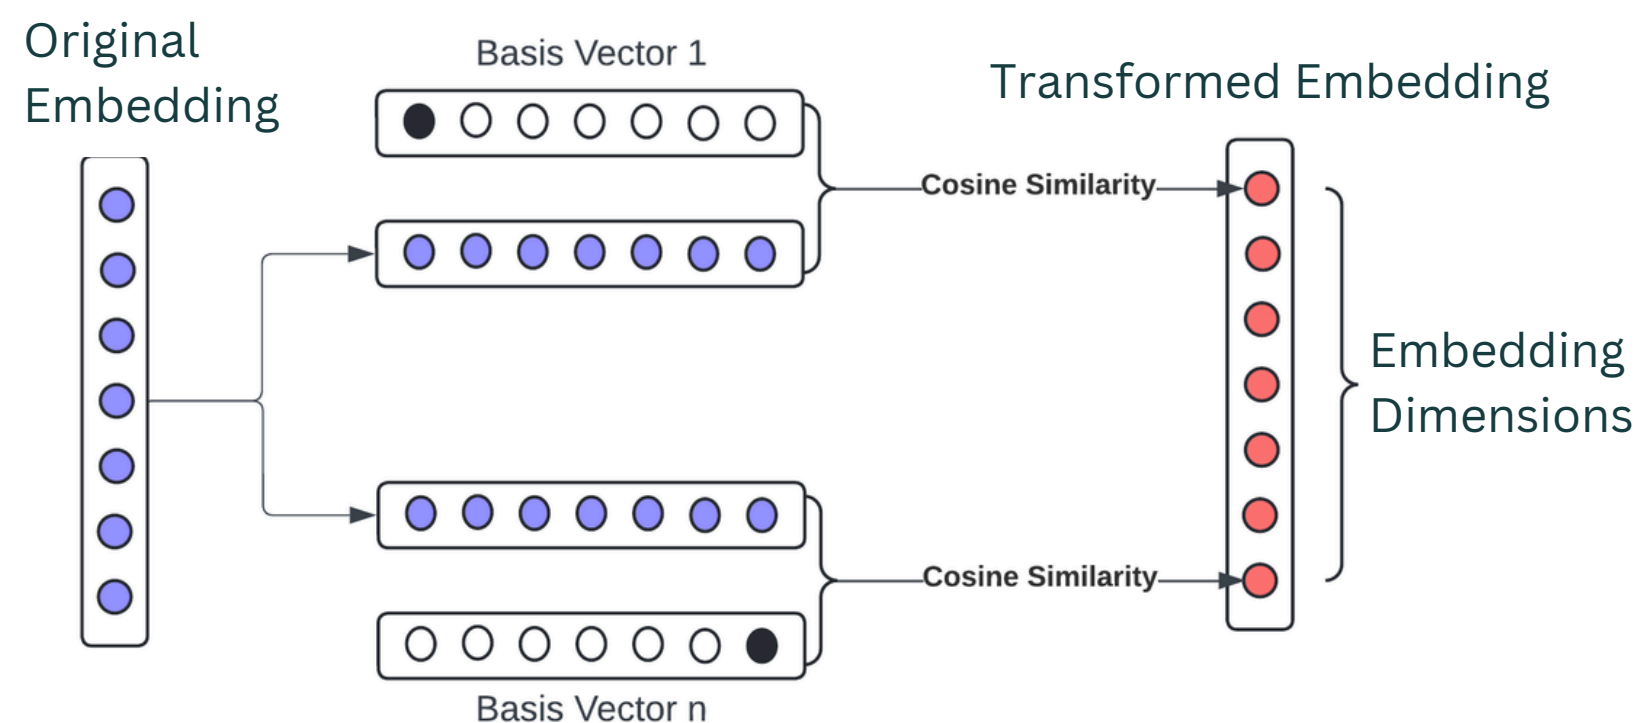 Original
Embedding
Basis Vector 1
Transformed Embedding
Cosine Similarity
Embedding
Dimensions
Cosine Similarity
Basis Vector n